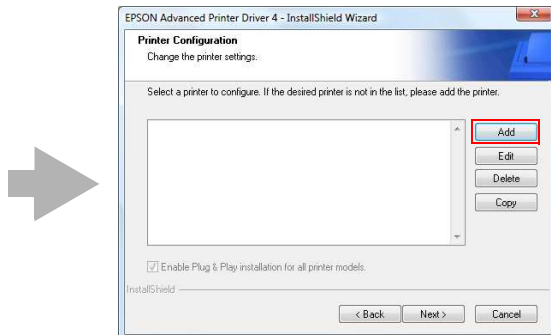 EPSON Advanced Printer Driver 4 - InstallShield Wizard
Printer Configuration
Change the printer settings.
Select a printer to configure. If the desired printer is not in the list, please add the printer.
Add
Edit
Delete
Copy
Enable Plug & Play installation for all printer models.
InstallShield
< Back
Next >
Cancel